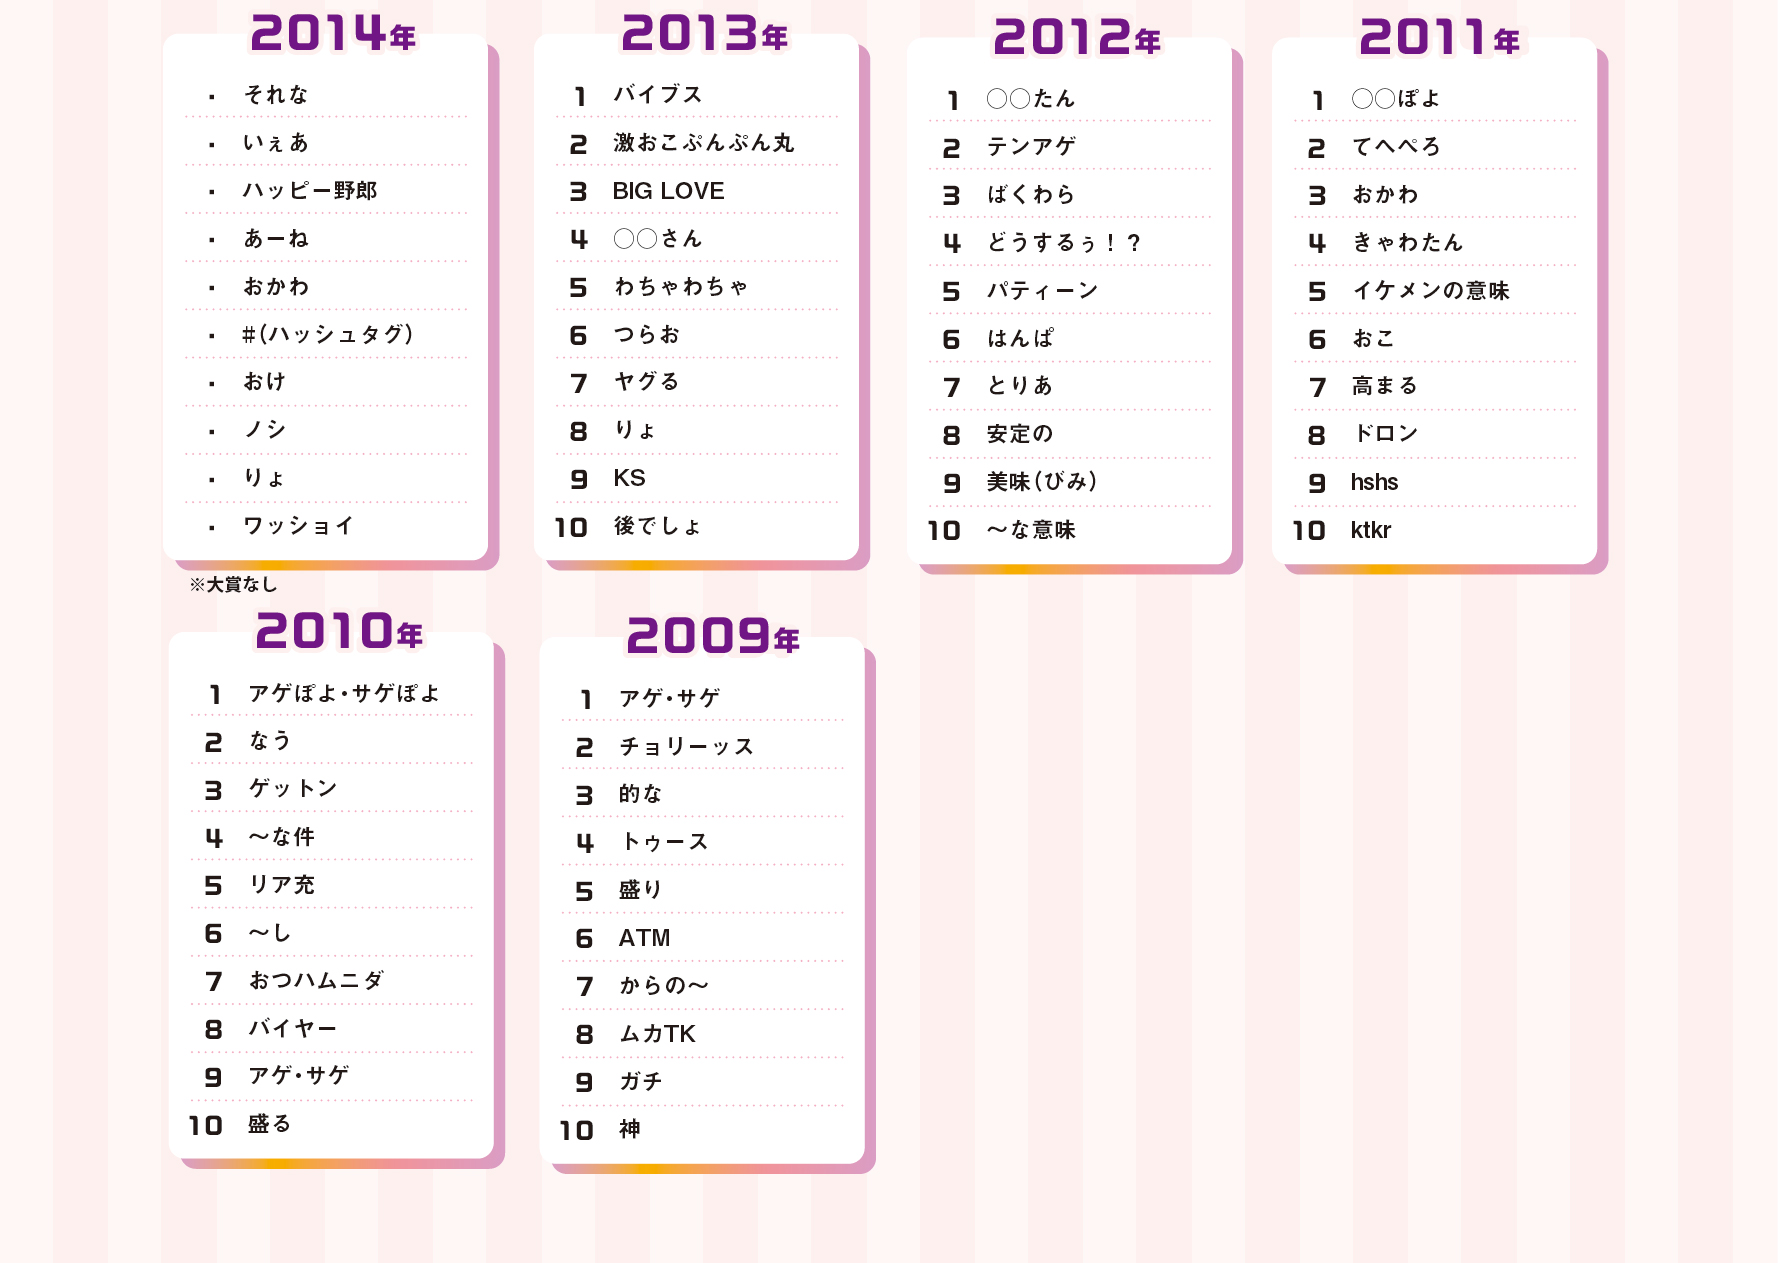 2014年
・ それな
・ いぇあ
・ ハッピー野郎
・ あーね
・ おかわ
・ #(ハッシュタグ)
・ おけ
・ ノシ
・ りょ
・ ワッショイ
※大賞なし
2013年
1 バイブス
2 激おこぷんぷん丸
3 BIG LOVE
4 ◯◯さん
5 わちゃわちゃ
6 つらお
7 ヤグる
8 りょ
9 KS
10 後でしょ
2012年
1 ◯◯たん
2 テンアゲ
3 ばくわら
4 どうするぅ！？
5 パティーン
6 はんぱ
7 とりあ
8 安定の
9 美味(びみ)
10 〜な意味
2011年
1 ◯◯ぽよ
2 てへぺろ
3 おかわ
4 きゃわたん
5 イケメンの意味
6 おこ
7 高まる
8 ドロン
9 hshs
10 ktkr
2010年
1 アゲぽよ・サゲぽよ
2 なう
3 ゲットン
4 〜な件
5 リア充
6 〜し
7 おつハムニダ
8 バイヤー
9 アゲ・サゲ
10 盛る
2009年
1 アゲ・サゲ
2 チョリーッス
3 的な
4 トゥース
5 盛り
6 ATM
7 からの〜
8 ムカTK
9 ガチ
10 神